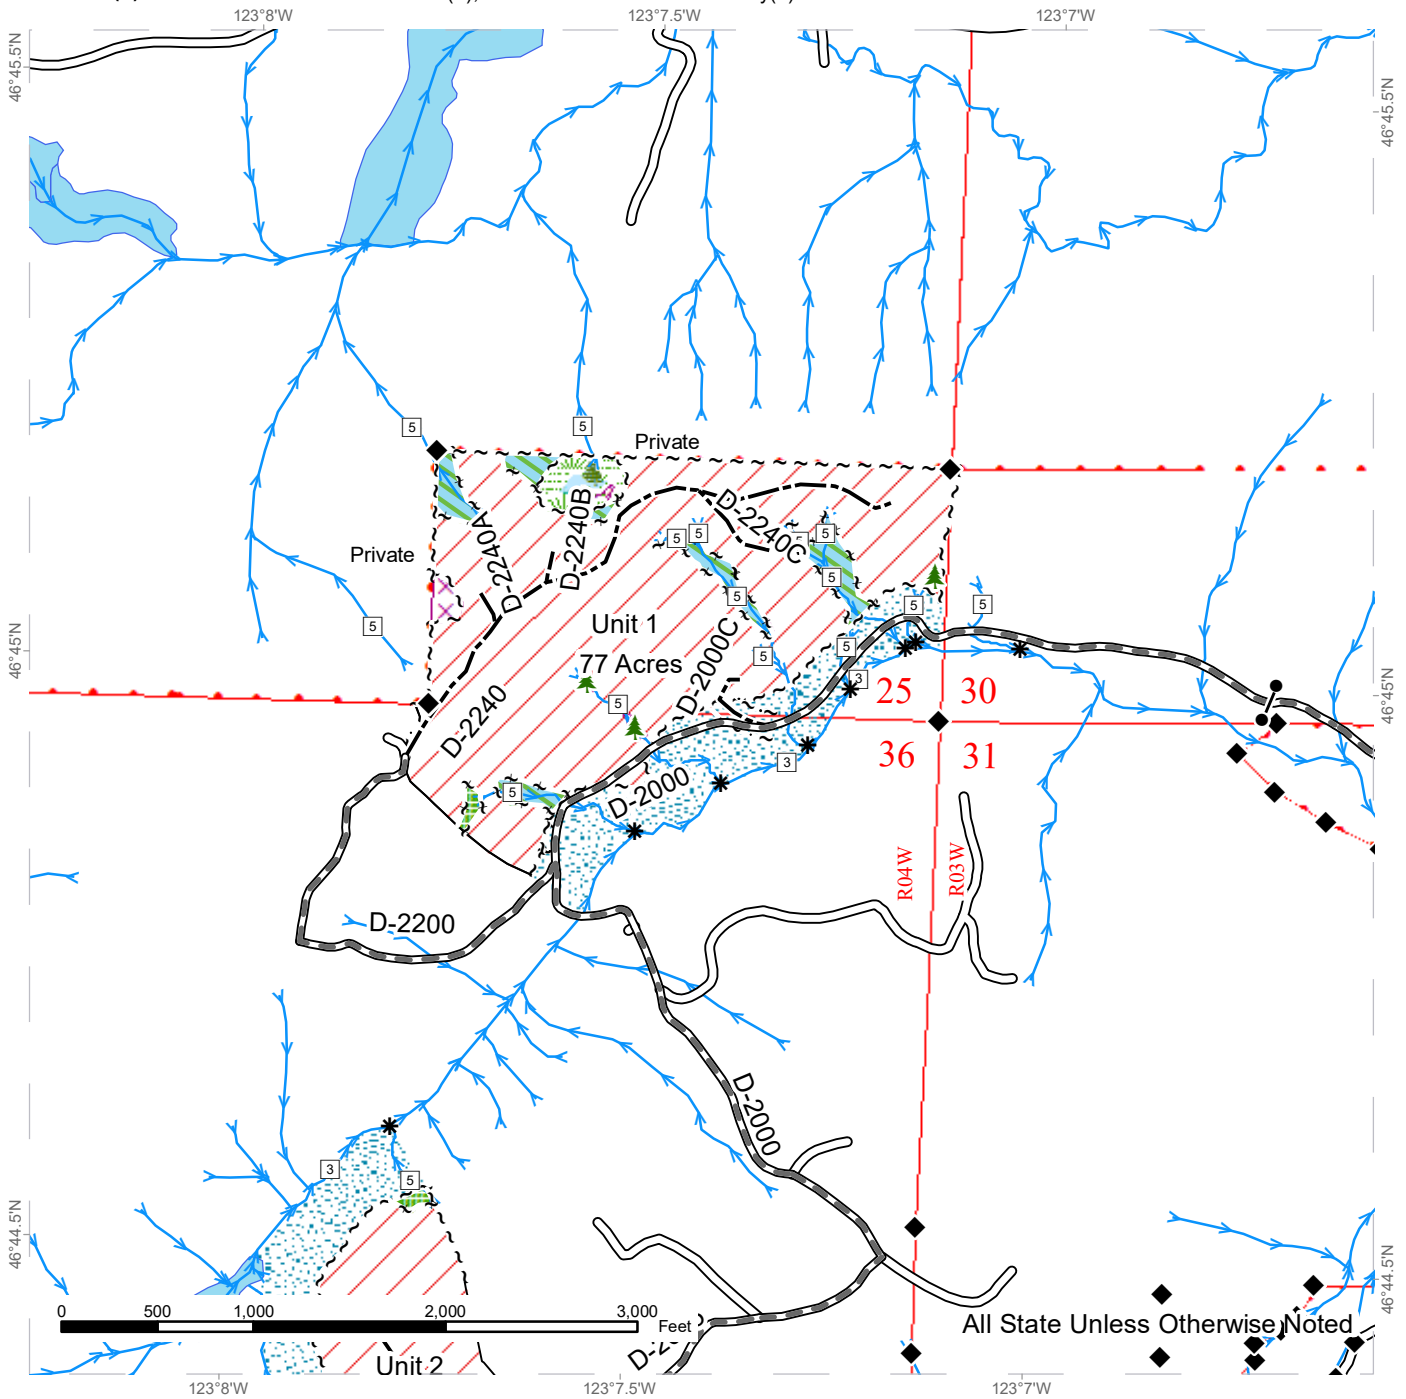 123°8'W
123°7.5'W
123°7'W
46°45.5'N
46°45.5'N
5
5
Private
Private
D-2240A
D-2240B
D-2240C
5
5
5
5
5
5
5
5
5
5
D-2240
Unit 1
77 Acres
D-2000C
5
5
3
46°45'N
46°45'N
25
30
36
31
D-2240
5
3
D-2000
R04W
R03W
D-2200
D-2000
3
5
46°44.5'N
46°44.5'N
0
500
1,000
2,000
3,000
Feet
All State Unless Otherwise Noted
Unit 2
123°8'W
123°7.5'W
123°7'W